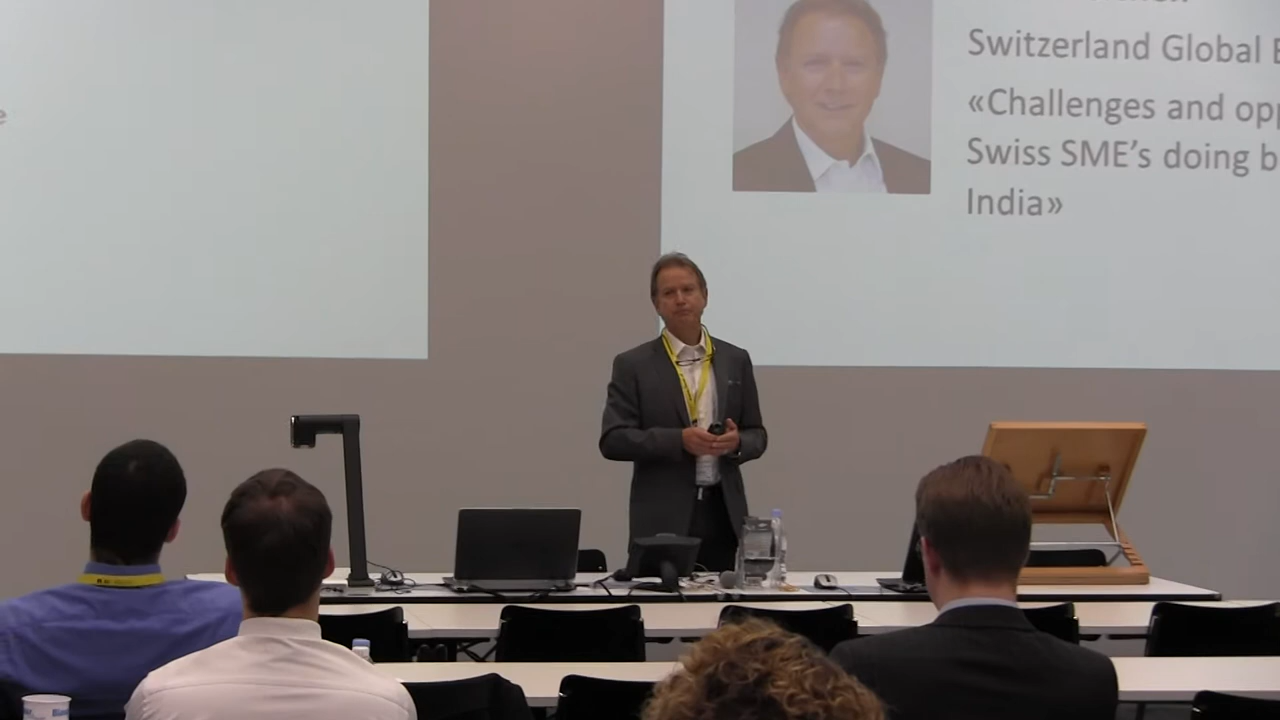 e
Switzerland Global E
«Challenges and opp
Swiss SME's doing b
India»